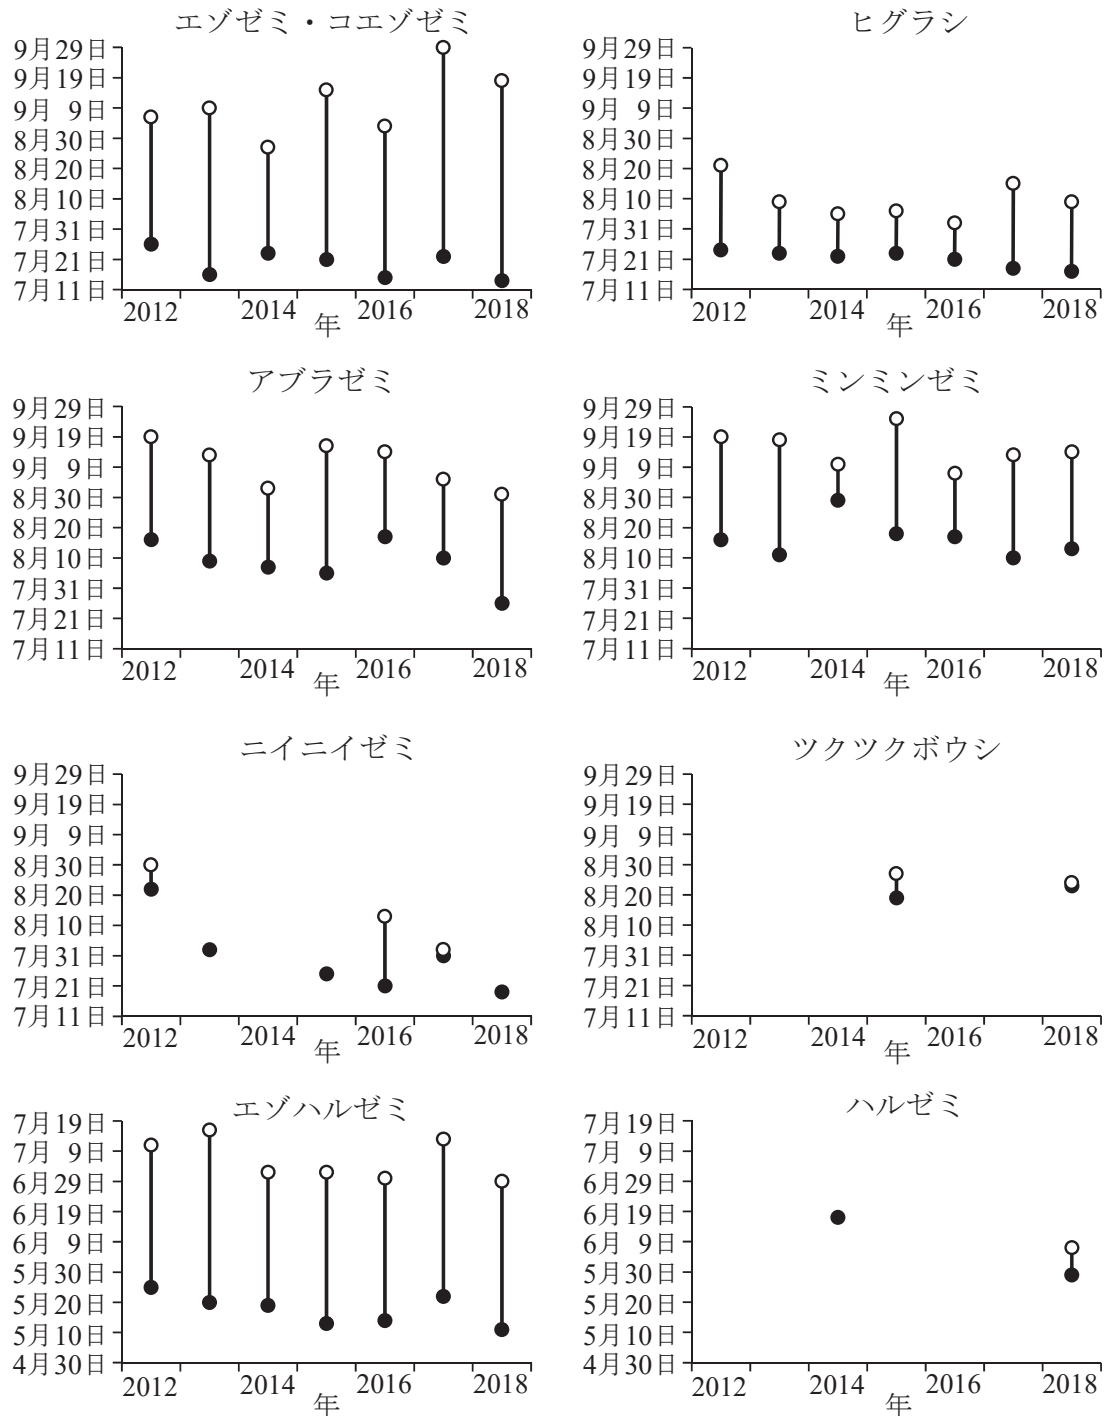 エゾゼミ・コエゾゼミ
9月29日
9月19日
9月 9日
8月30日
8月20日
8月10日
7月31日
7月21日
7月11日
2012 2014 2016 2018
年
ヒグラシ
9月29日
9月19日
9月 9日
8月30日
8月20日
8月10日
7月31日
7月21日
7月11日
2012 2014 2016 2018
年
アブラゼミ
9月29日
9月19日
9月 9日
8月30日
8月20日
8月10日
7月31日
7月21日
7月11日
2012 2014 2016 2018
年
ミンミンゼミ
9月29日
9月19日
9月 9日
8月30日
8月20日
8月10日
7月31日
7月21日
7月11日
2012 2014 2016 2018
年
ニイニイゼミ
9月29日
9月19日
9月 9日
8月30日
8月20日
8月10日
7月31日
7月21日
7月11日
2012 2014 2016 2018
年
ツクツクボウシ
9月29日
9月19日
9月 9日
8月30日
8月20日
8月10日
7月31日
7月21日
7月11日
2012 2014 2016 2018
年
エゾハルゼミ
7月19日
7月 9日
6月29日
6月19日
6月 9日
5月30日
5月20日
5月10日
4月30日
2012 2014 2016 2018
年
ハルゼミ
7月19日
7月 9日
6月29日
6月19日
6月 9日
5月30日
5月20日
5月10日
4月30日
2012 2014 2016 2018
年